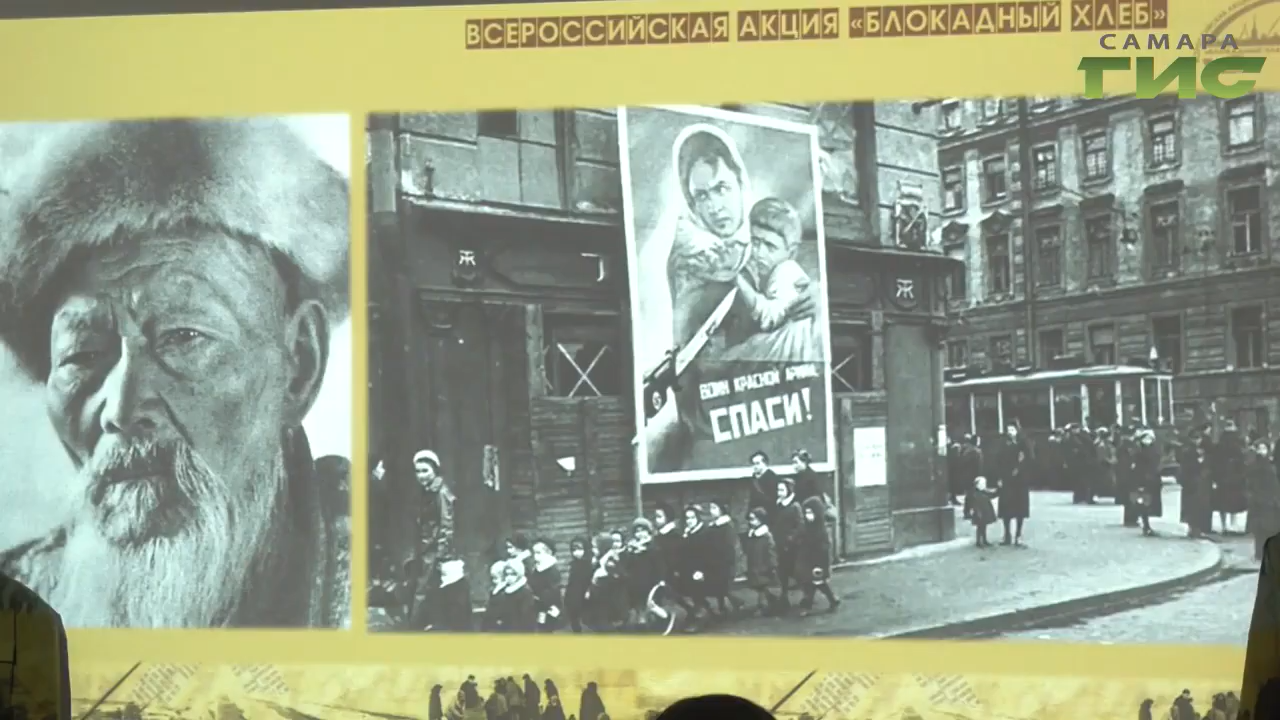 ВСЕРОССИЙСКАЯ АКЦИЯ «БЛОКАДНЫЙ ХЛЕБ»
САМАРА
ГИС
ВОИН КРАСНОЙ АРМИИ,
СПАСИ!